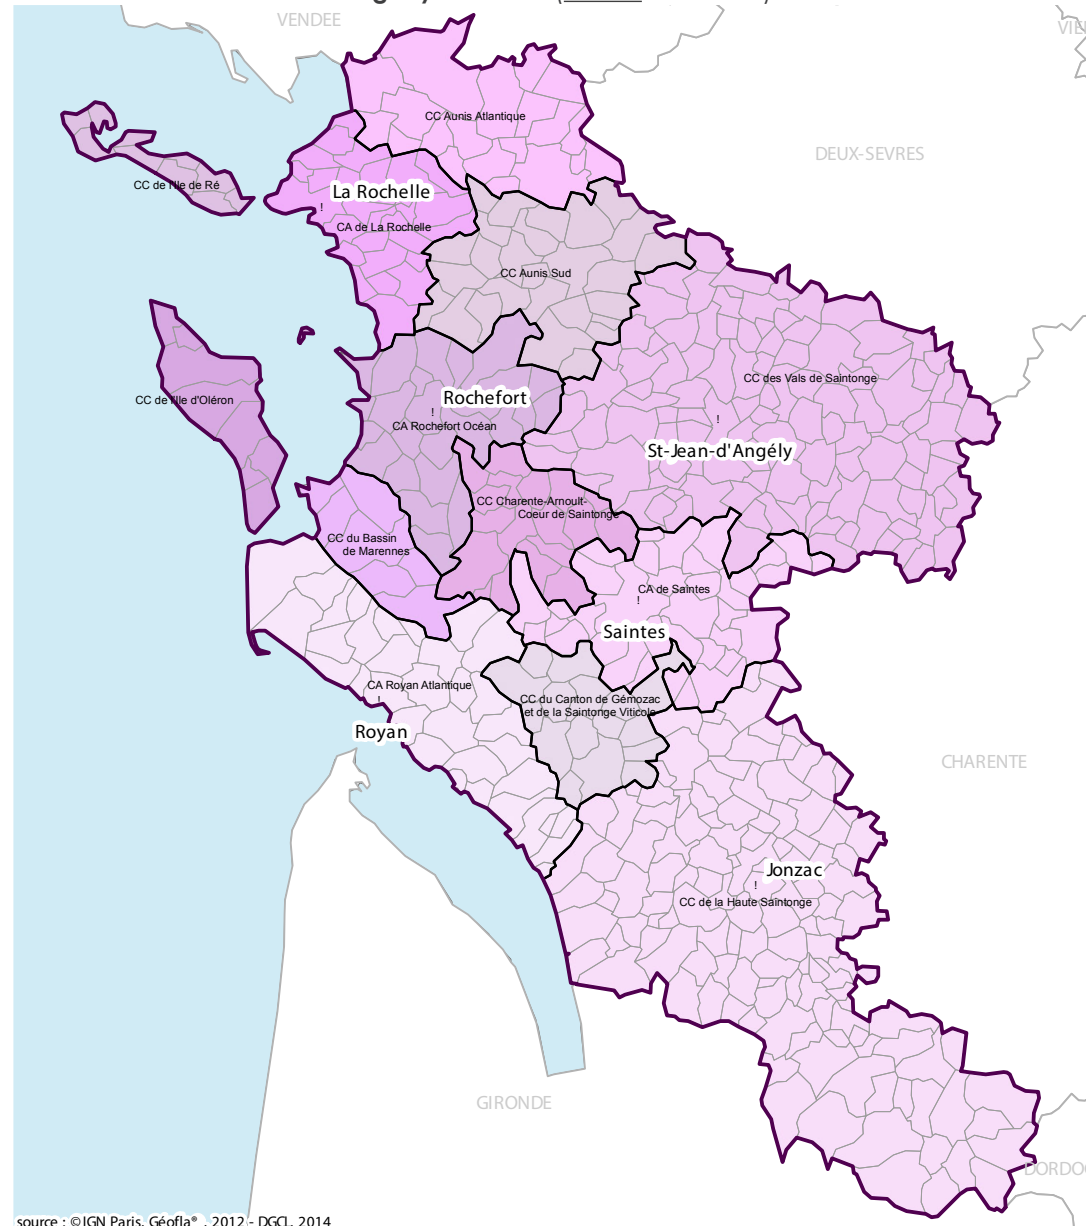 VENDEE
CC Aunis Atlantique
DEUX-SEVRES
CC de l'Ile de Ré
La Rochelle
!
CA de La Rochelle
CC Aunis Sud
CC des Vals de Saintonge
CC de l'Ile d'Oléron
Rochefort
!
CA Rochefort Océan
!
St-Jean-d'Angély
CC Charente-Arnoult-
Coeur de Saintonge
CC du Bassin
de Marennes
CA de Saintes
!
Saintes
CA Royan Atlantique
!
CC du Canton de Gémozac
et de la Saintonge Viticole
Royan
CHARENTE
Jonzac
!
CC de la Haute Saintonge
GIRONDE
source : ©IGN Paris, Géofla® , 2012 - DGCL, 2014